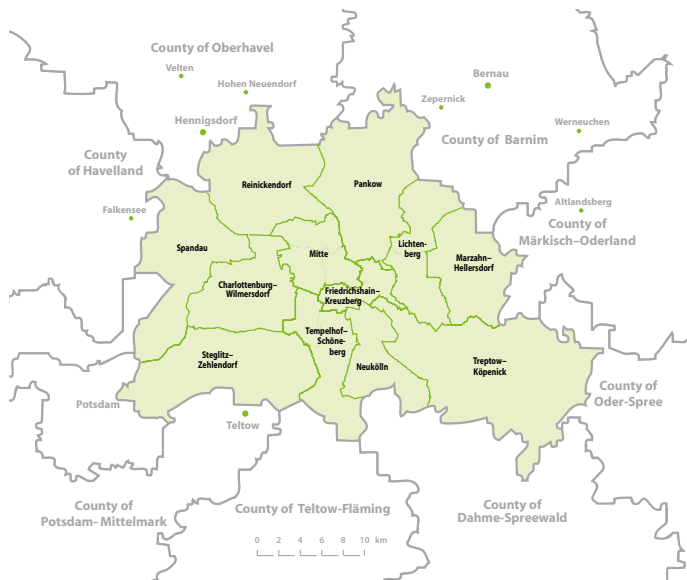 County of Oberhavel
Velten
Hohen Neuendorf
Bernau
Zepernick
Hennigsdorf
Werneuchen
County of Barnim
County
of Havelland
Reinickendorf
Pankow
Falkensee
Altlandsberg
County of
Märkisch–Oderland
Spandau
Mitte
Lichten-
berg
Marzahn–
Hellersdorf
Charlottenburg–
Wilmersdorf
Friedrichshain–
Kreuzberg
Tempelhof–
Schöne-
berg
Steglitz–
Zehlendorf
Neukölln
Treptow–
Köpenick
Potsdam
Teltow
County of
Oder-Spree
County of
Potsdam- Mittelmark
County of Teltow-Fläming
County of
Dahme-Spreewald
0 2 4 6 8 10 km